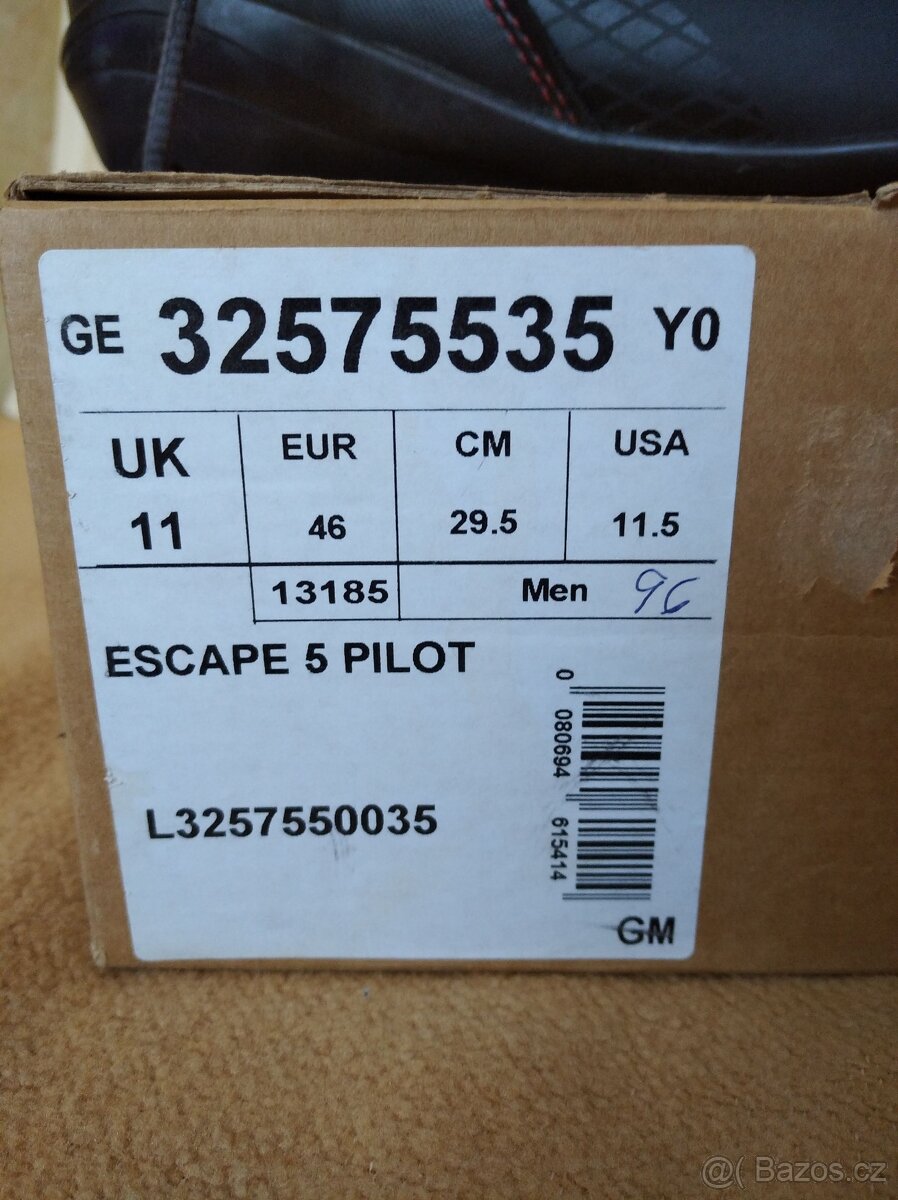 GE 32575535 Y0
UK EUR CM USA
11 46 29.5 11.5
13185 Men 96
ESCAPE 5 PILOT
0 080694 615414
L3257550035
GM
@( Bazos.cz